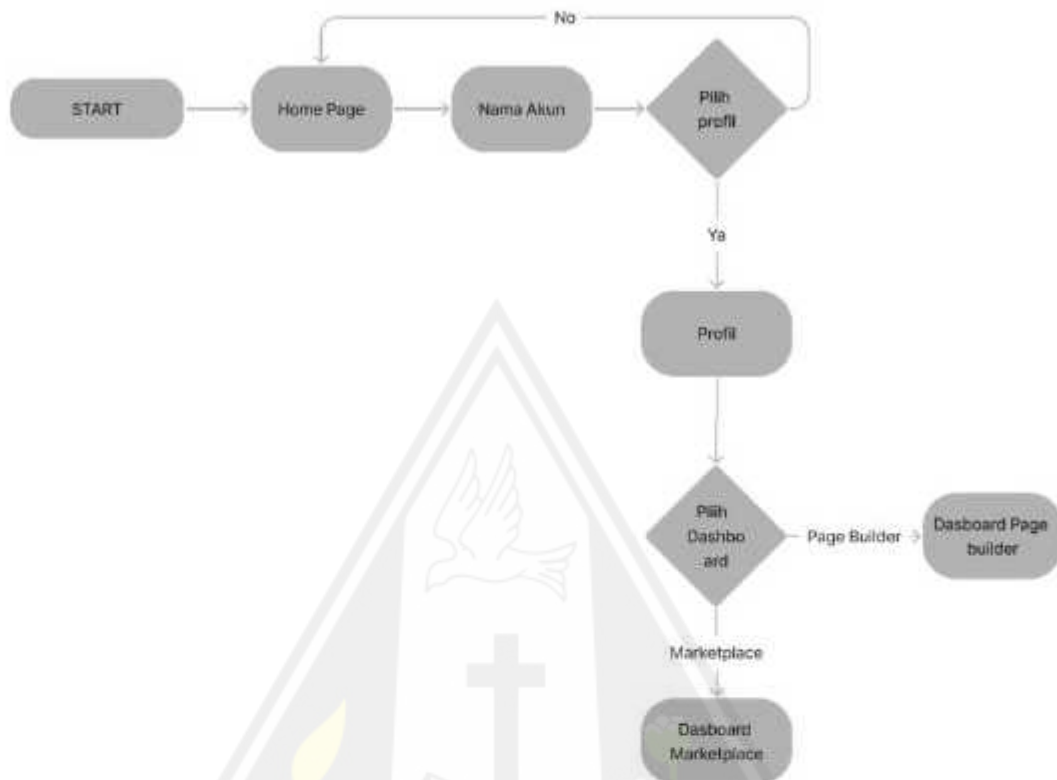 No
START
Home Page
Nama Akun
Pilih
profil
Ya
Profil
Pilih
Dashbo
ard
Page Builder
Dasboard Page
builder
Marketplace
Dasboard
Marketplace